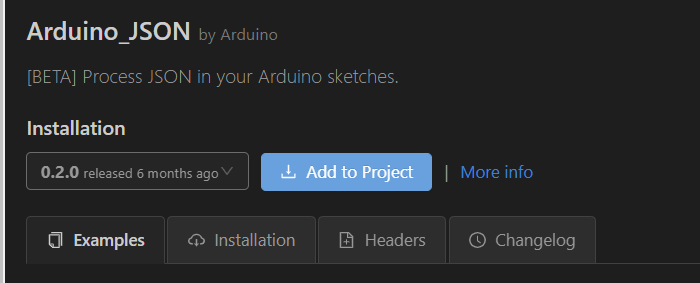 Arduino_JSON by Arduino
[BETA] Process JSON in your Arduino sketches.
Installation
0.2.0 released 6 months ago Add to Project | More info
Examples Installation Headers Changelog